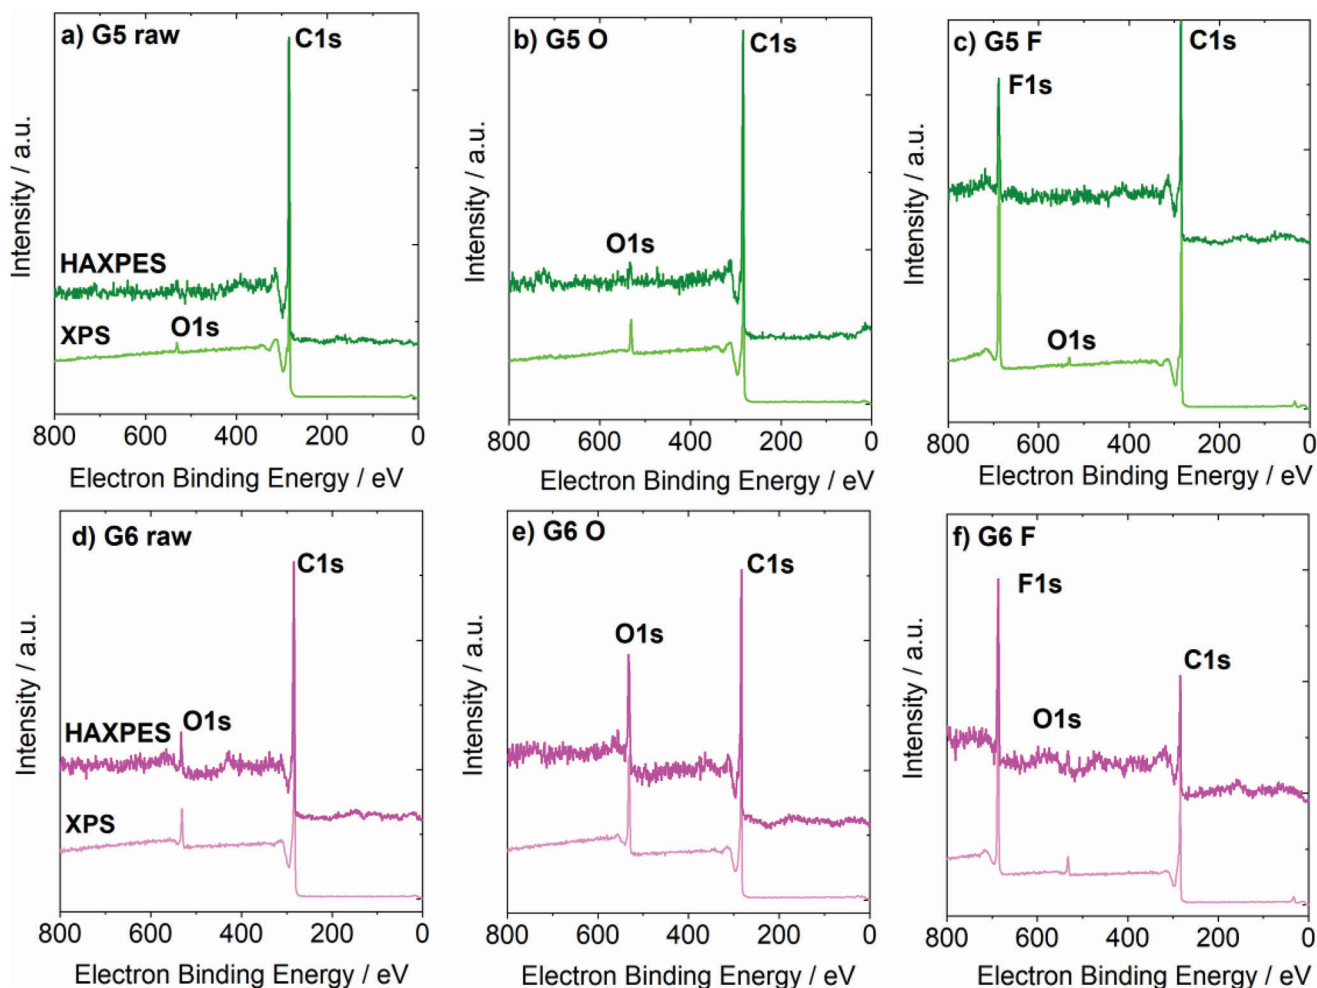 a) G5 raw
C1s
HAXPES
XPS
O1s
Intensity / a.u.
800 600 400 200 0
Electron Binding Energy / eV
b) G5 O
C1s
O1s
Intensity / a.u.
800 600 400 200 0
Electron Binding Energy / eV
c) G5 F
C1s
F1s
O1s
Intensity / a.u.
800 600 400 200 0
Electron Binding Energy / eV
d) G6 raw
C1s
HAXPES
O1s
XPS
Intensity / a.u.
800 600 400 200 0
Electron Binding Energy / eV
e) G6 O
C1s
O1s
Intensity / a.u.
800 600 400 200 0
Electron Binding Energy / eV
f) G6 F
F1s
C1s
O1s
Intensity / a.u.
800 600 400 200 0
Electron Binding Energy / eV